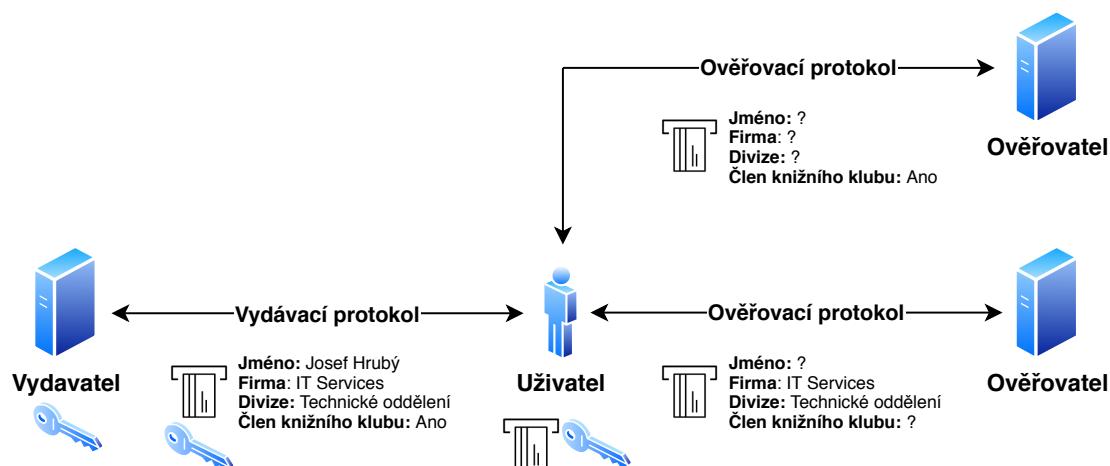 Ověřovací protokol
Jméno: ?
Firma: ?
Divize: ?
Člen knižního klubu: Ano
Ověřovatel
Vydávací protokol
Ověřovací protokol
Jméno: Josef Hrubý
Firma: IT Services
Divize: Technické oddělení
Člen knižního klubu: Ano
Jméno: ?
Firma: IT Services
Divize: Technické oddělení
Člen knižního klubu: ?
Vydavatel
Uživatel
Ověřovatel